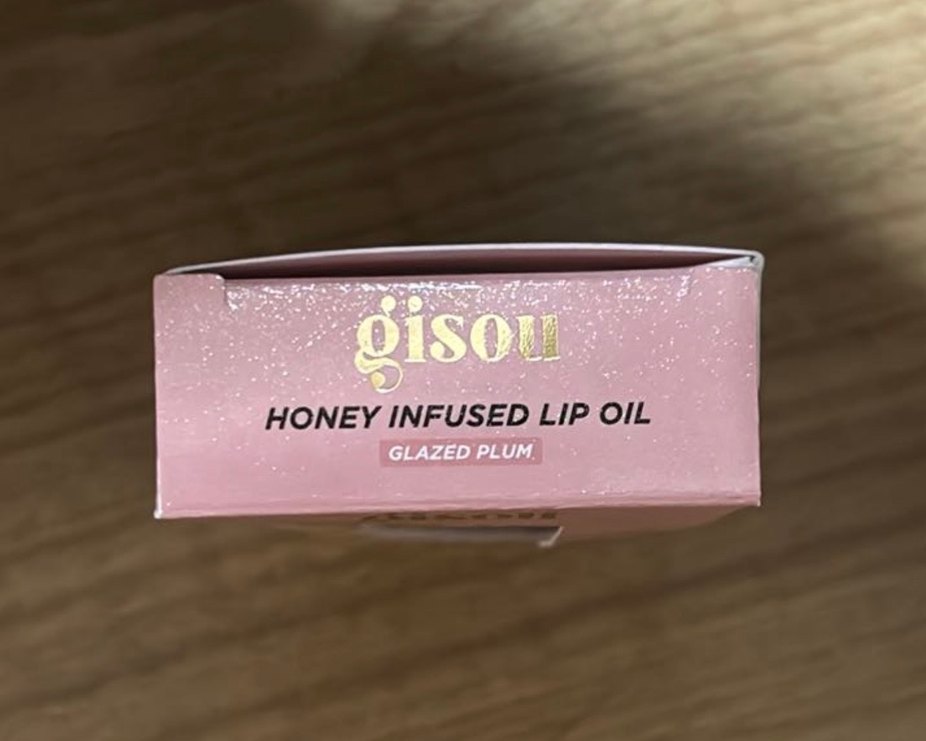 gisou
HONEY INFUSED LIP OIL
GLAZED PLUM